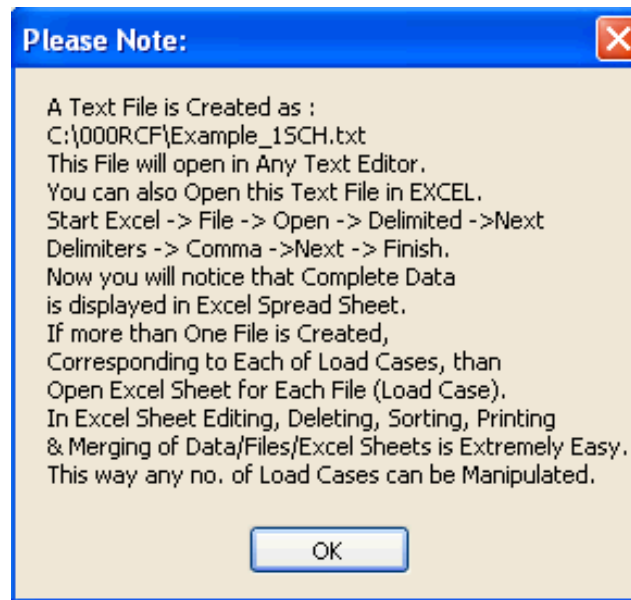 Please Note:
A Text File is Created as :
C:\000RCF\Example_1SCH.txt
This File will open in Any Text Editor.
You can also Open this Text File in EXCEL.
Start Excel -> File -> Open -> Delimited ->Next
Delimiters -> Comma ->Next -> Finish.
Now you will notice that Complete Data
is displayed in Excel Spread Sheet.
If more than One File is Created,
Corresponding to Each of Load Cases, than
Open Excel Sheet for Each File (Load Case).
In Excel Sheet Editing, Deleting, Sorting, Printing
& Merging of Data/Files/Excel Sheets is Extremely Easy.
This way any no. of Load Cases can be Manipulated.
OK